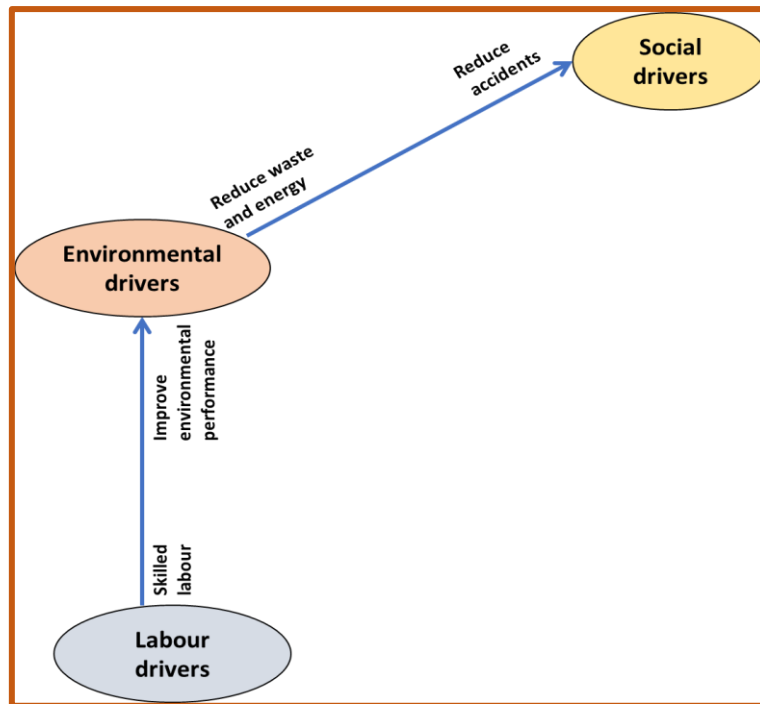 Social
drivers
Reduce
accidents
Reduce waste
and energy
Environmental
drivers
Improve
environmental
performance
Skilled
labour
Labour
drivers